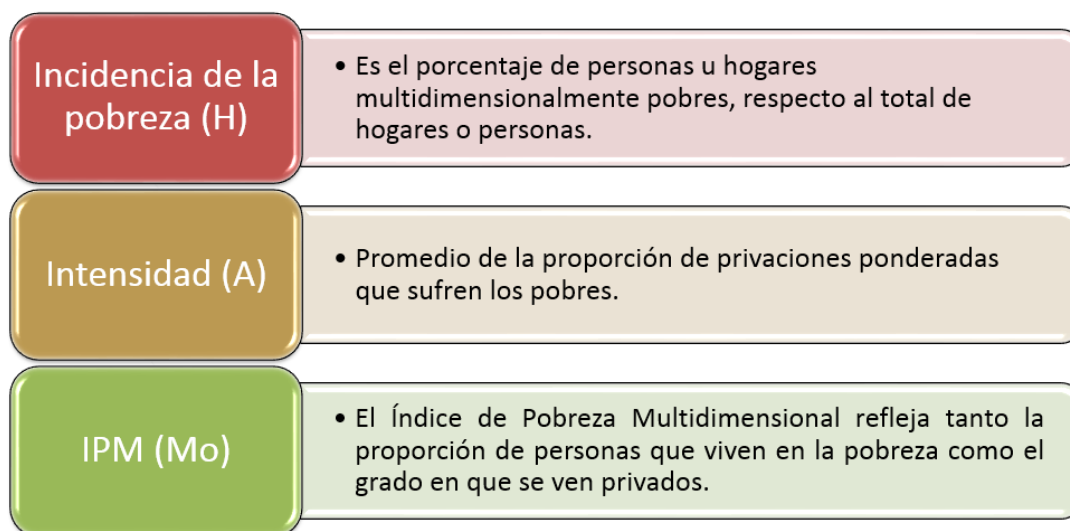 Incidencia de la
pobreza (H)
• Es el porcentaje de personas u hogares
multidimensionalmente pobres, respecto al total de
hogares o personas.
Intensidad (A)
• Promedio de la proporción de privaciones ponderadas
que sufren los pobres.
IPM (Mo)
• El Índice de Pobreza Multidimensional refleja tanto la
proporción de personas que viven en la pobreza como el
grado en que se ven privados.